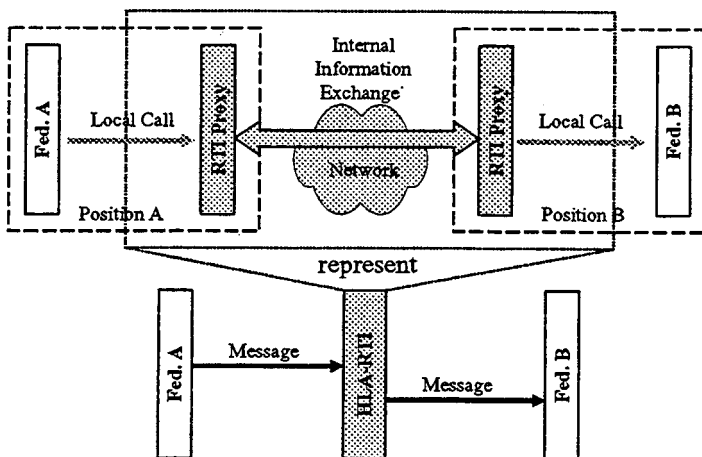 Internal
Information
Exchange
Fed. A
Local Call
RTI Proxy
Network
RTI Proxy
Local Call
Fed. B
Position A
Position B
represent
Fed. A
Message
HLA-RTI
Message
Fed. B